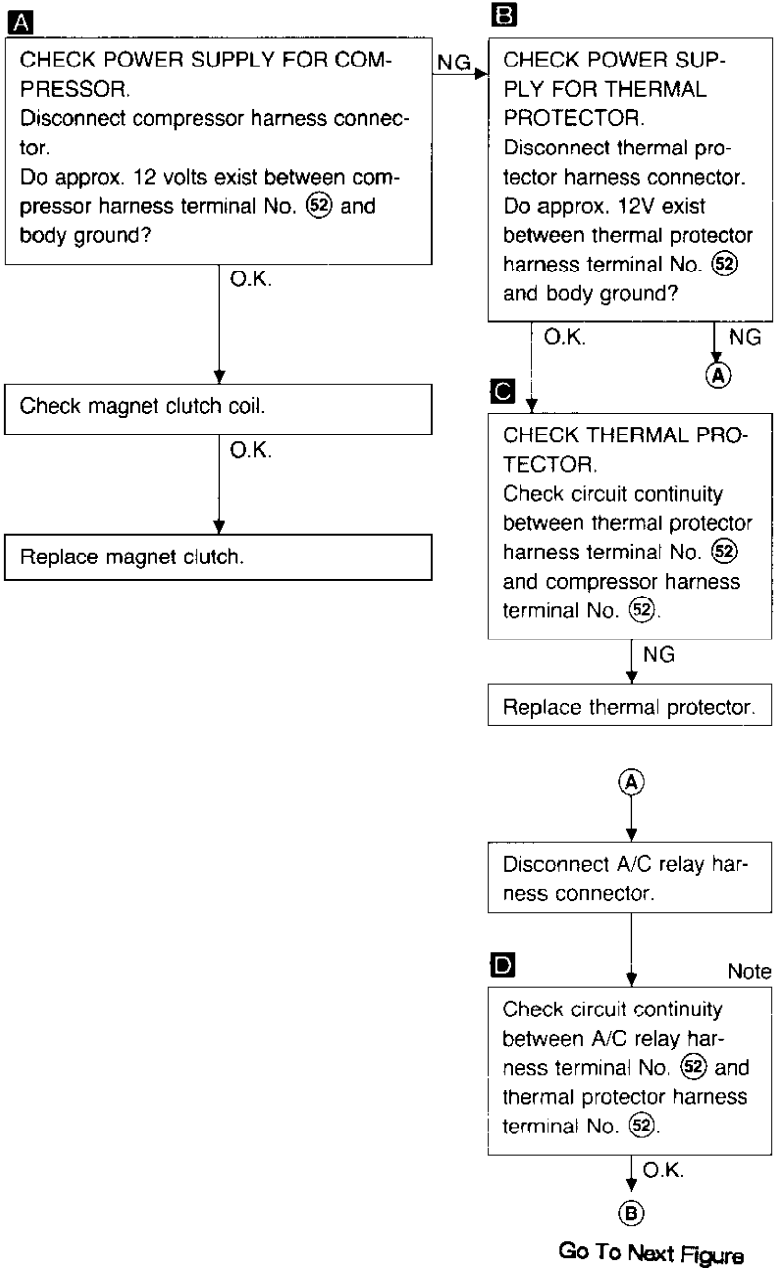 A
CHECK POWER SUPPLY FOR COM-
PRESSOR.
Disconnect compressor harness connec-
tor.
Do approx. 12 volts exist between com-
pressor harness terminal No. 52 and
body ground?
NG
O.K.
Check magnet clutch coil.
O.K.
Replace magnet clutch.
B
CHECK POWER SUP-
PLY FOR THERMAL
PROTECTOR.
Disconnect thermal pro-
tector harness connector.
Do approx. 12V exist
between thermal protector
harness terminal No. 52
and body ground?
O.K.
NG
A
C
CHECK THERMAL PRO-
TECTOR.
Check circuit continuity
between thermal protector
harness terminal No. 52
and compressor harness
terminal No. 52.
NG
Replace thermal protector.
A
Disconnect A/C relay har-
ness connector.
D
Note
Check circuit continuity
between A/C relay har-
ness terminal No. 52 and
thermal protector harness
terminal No. 52.
O.K.
B
Go To Next Figure